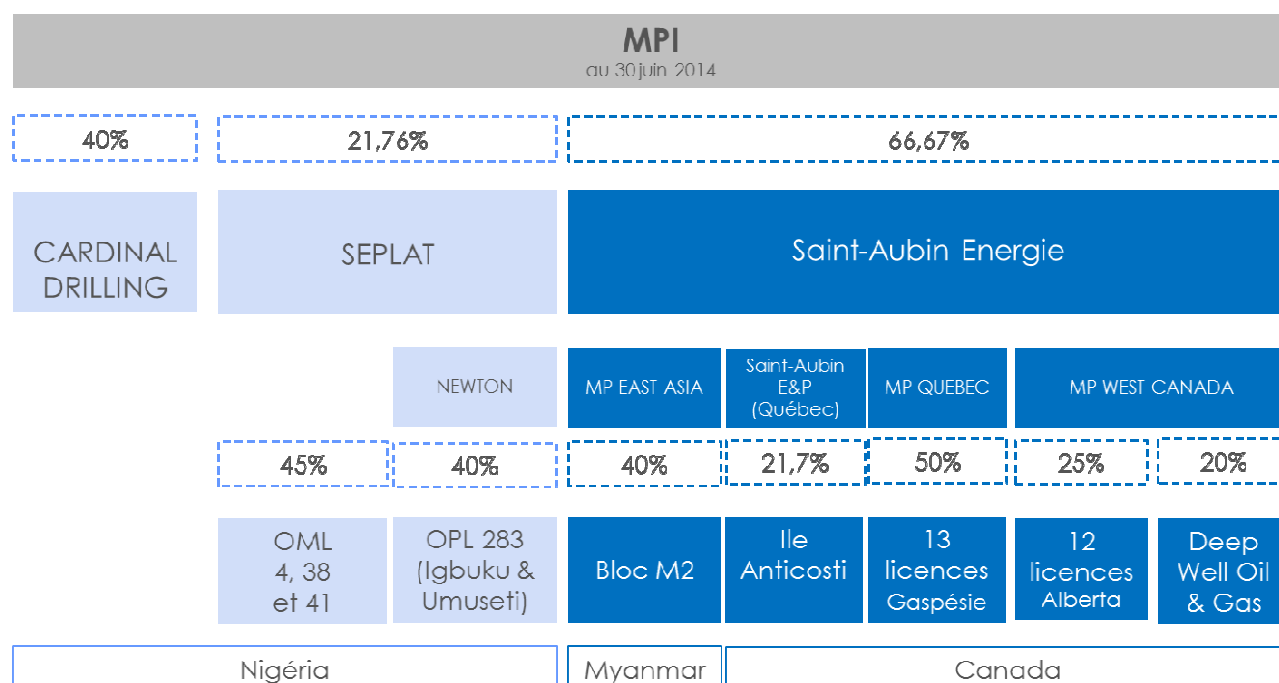 MPI
au 30 juin 2014
40%
21,76%
66,67%
CARDINAL
DRILLING
SEPLAT
Saint-Aubin Energie
NEWTON
MP EAST ASIA
Saint-Aubin
E&P
(Québec)
MP QUEBEC
MP WEST CANADA
45%
40%
40%
21,7%
50%
25%
20%
OML
4, 38
et 41
OPL 283
(Igbuku &
Umuseti)
Bloc M2
Ile
Anticosti
13
licences
Gaspésie
12
licences
Alberta
Deep
Well Oil
& Gas
Nigéria
Myanmar
Canada